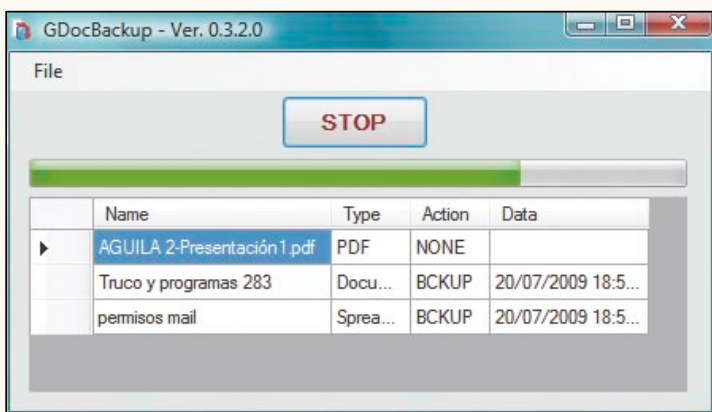 GDocBackup - Ver. 0.3.2.0
File
STOP
Name Type Action Data
AGUILA 2-Presentación1.pdf PDF NONE
Truco y programas 283 Docu... BCKUP 20/07/2009 18:5...
permisos mail Sprea... BCKUP 20/07/2009 18:5...